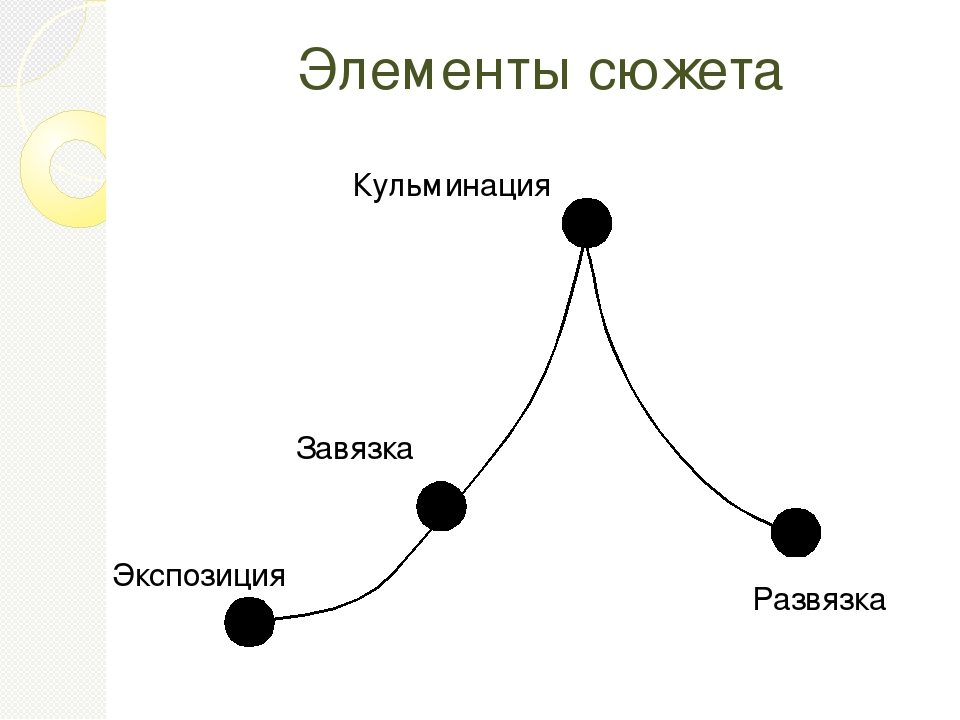 Элементы сюжета
Кульминация
Завязка
Экспозиция
Развязка